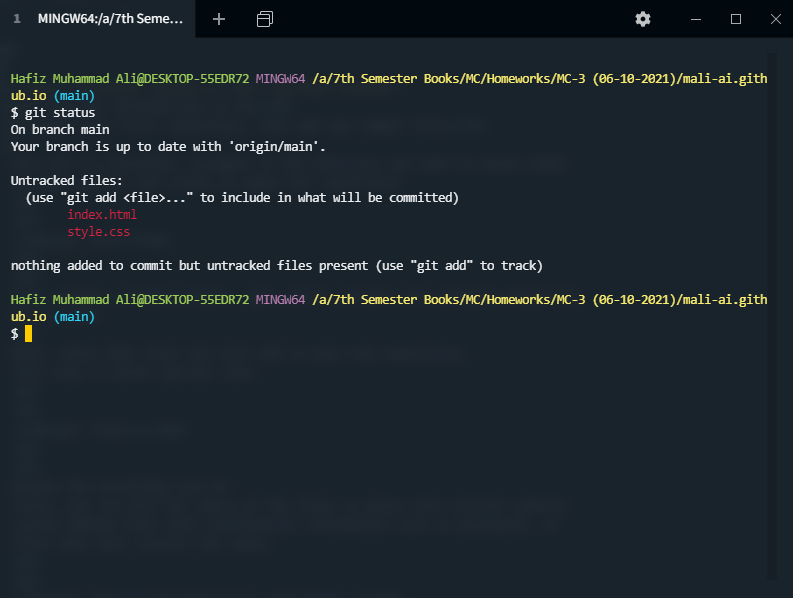 1 MINGW64:/a/7th Seme...
Hafiz Muhammad Ali@DESKTOP-55EDR72 MINGW64 /a/7th Semester Books/MC/Homeworks/MC-3 (06-10-2021)/mali-ai.gith
ub.io (main)
$ git status
On branch main
Your branch is up to date with 'origin/main'.
Untracked files:
(use "git add <file>..." to include in what will be committed)
index.html
style.css
nothing added to commit but untracked files present (use "git add" to track)
Hafiz Muhammad Ali@DESKTOP-55EDR72 MINGW64 /a/7th Semester Books/MC/Homeworks/MC-3 (06-10-2021)/mali-ai.gith
ub.io (main)
$